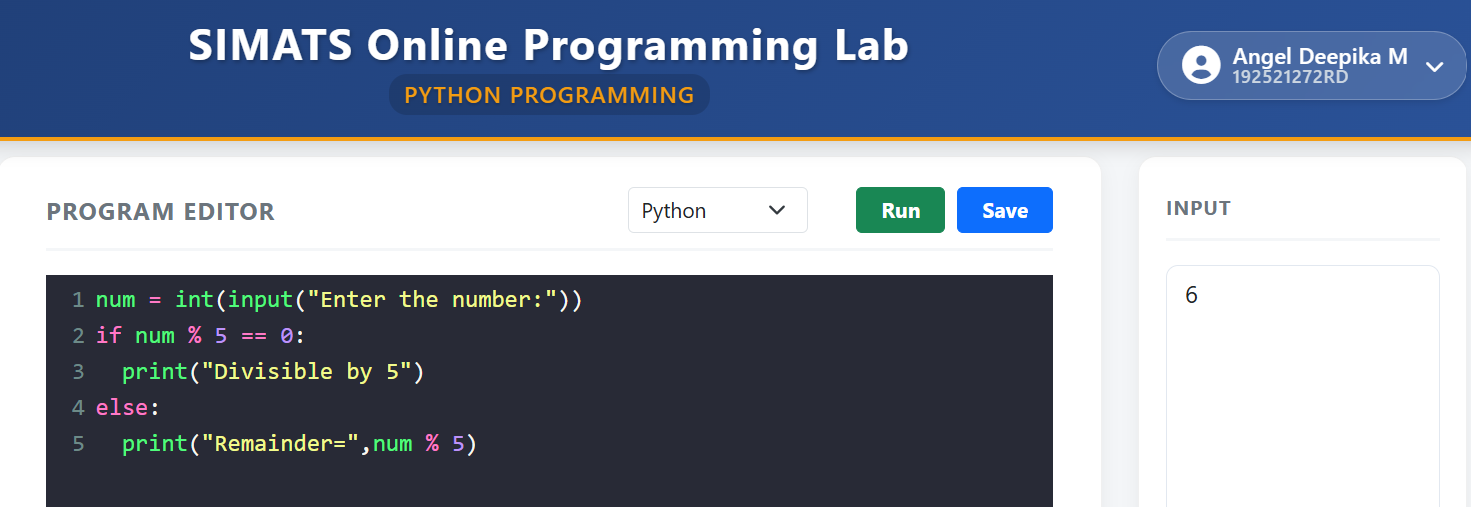 SIMATS Online Programming Lab
PYTHON PROGRAMMING
Angel Deepika M
192521272RD
PROGRAM EDITOR
Python
Run
Save
1 num = int(input("Enter the number:"))
2 if num % 5 == 0:
3   print("Divisible by 5")
4 else:
5   print("Remainder=",num % 5)
INPUT
6